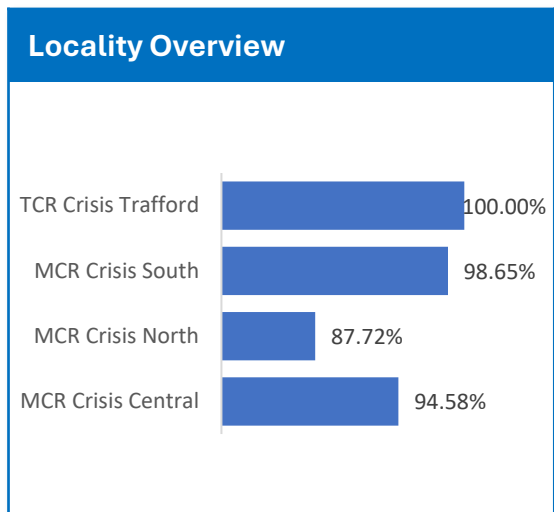 Locality Overview
TCR Crisis Trafford 100.00%
MCR Crisis South 98.65%
MCR Crisis North 87.72%
MCR Crisis Central 94.58%